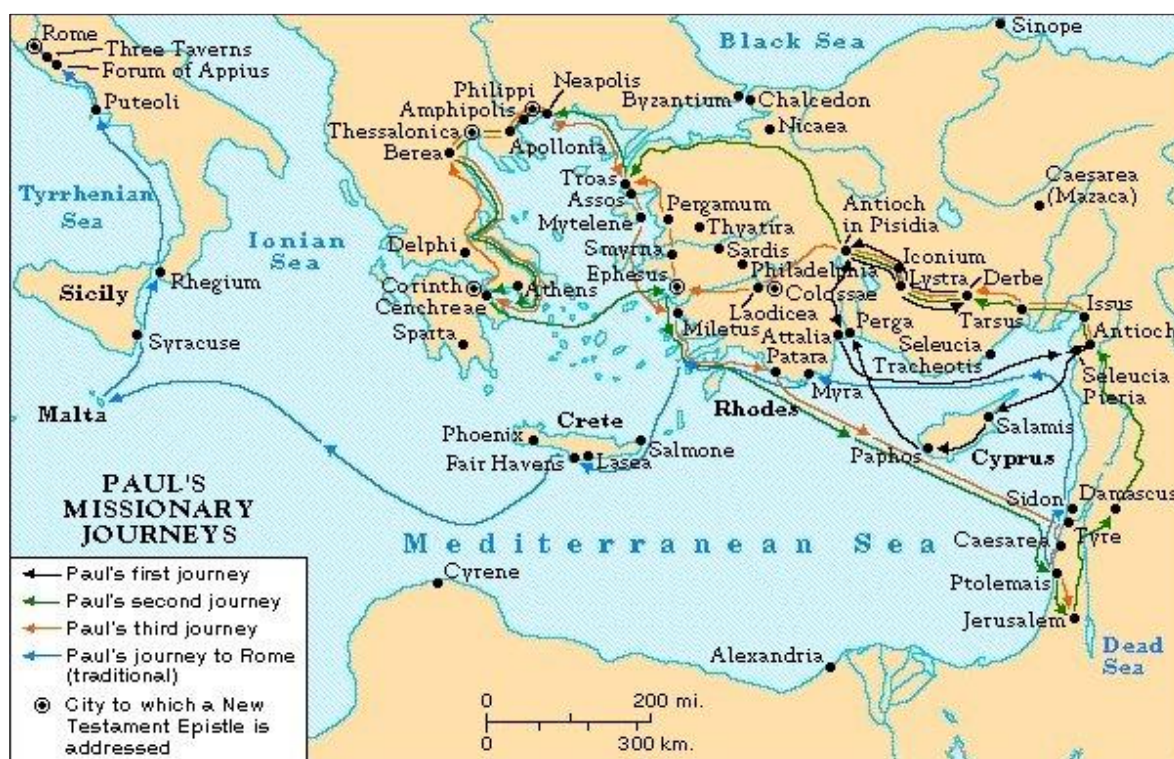 Rome
Three Taverns
Forum of Appius
Puteoli
Tyrrhenian
Sea
Ionian
Sea
Sicily
Rhegium
Syracuse
Malta
Black Sea
Sinope
Neapolis
Philippi
Amphipolis
Thessalonica
Berea
Apollonia
Byzantium
Chalcedon
Nicaea
Troas
Assos
Mytelene
Pergamum
Thyatira
Smyrna
Sardis
Ephesus
Philadelphia
Colossae
Laodicea
Miletus
Delphi
Corinth
Cenchreae
Athens
Sparta
Caesarea
(Mazaca)
Antioch
in Pisidia
Iconium
Lystra
Derbe
Issus
Tarsus
Antioch
Attalia
Perga
Seleucia
Tracheotis
Seleucia
Pteria
Patara
Myra
Rhodes
Crete
Phoenix
Salmone
Fair Havens
Lasea
Salamis
Paphos
Cyprus
Sidon
Damascus
Tyre
Caesarea
Ptolemais
Jerusalem
Dead
Sea
Mediterranean Sea
Cyrene
Alexandria
PAUL'S
MISSIONARY
JOURNEYS
Paul's first journey
Paul's second journey
Paul's third journey
Paul's journey to Rome
(traditional)
City to which a New
Testament Epistle is
addressed
0 200 mi.
0 300 km.